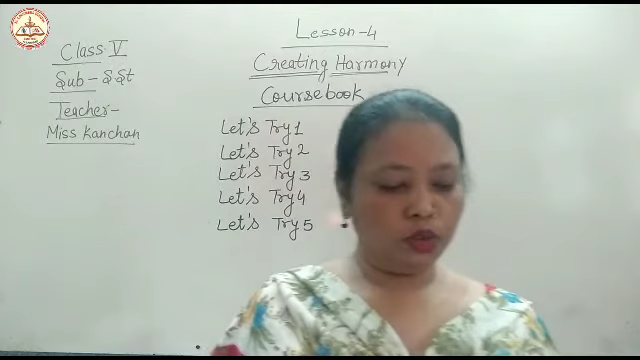 Class V
Sub - S St
Teacher -
Miss Kanchan
Lesson - 4
Creating Harmony
Coursebook
Let's Try 1
Let's Try 2
Let's Try 3
Let's Try 4
Let's Try 5